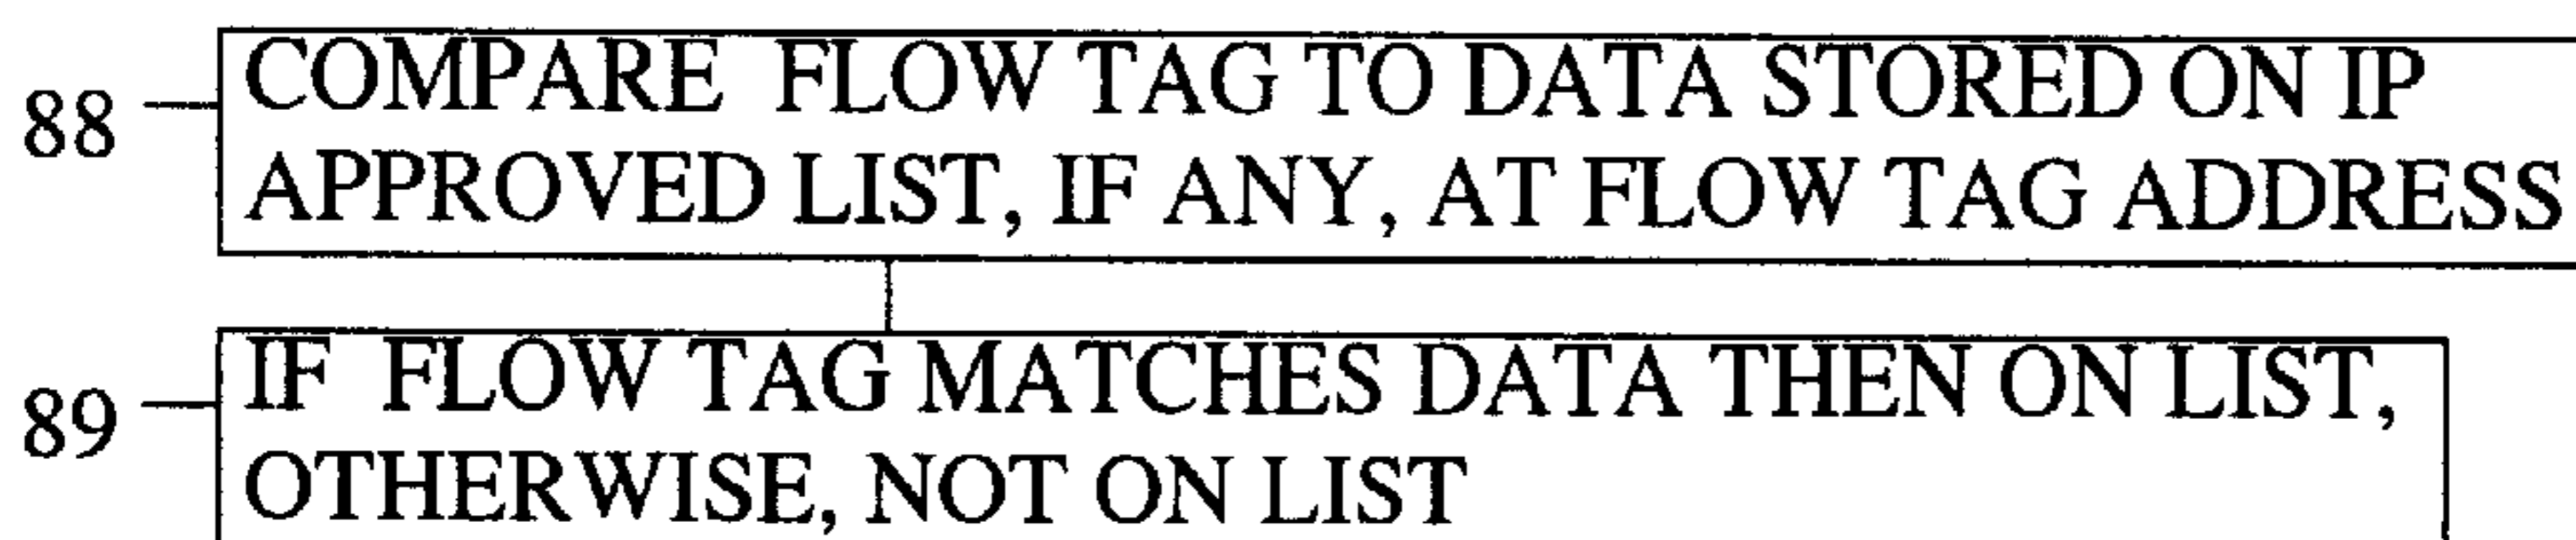 88 COMPARE FLOW TAG TO DATA STORED ON IP
APPROVED LIST, IF ANY, AT FLOW TAG ADDRESS
89 IF FLOW TAG MATCHES DATA THEN ON LIST,
OTHERWISE, NOT ON LIST